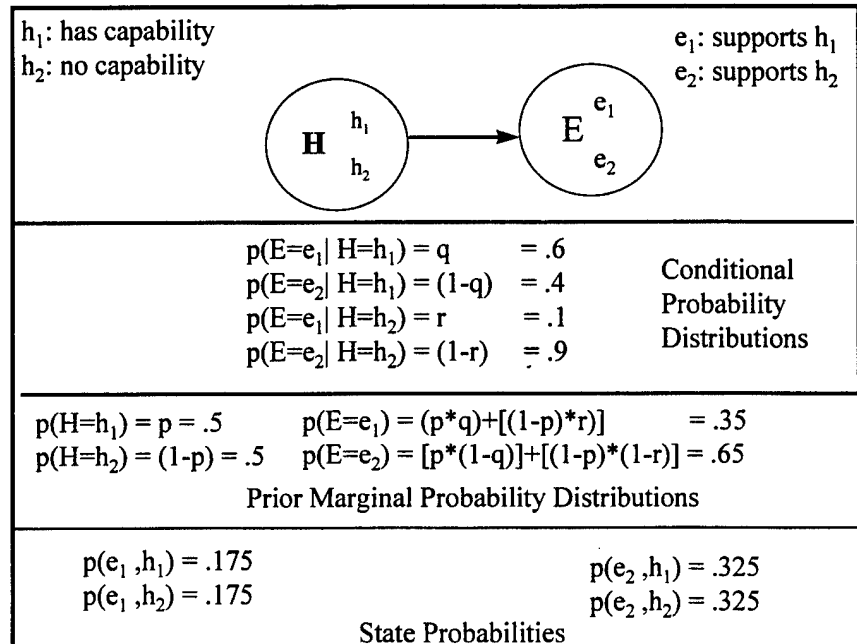 h₁: has capability
h₂: no capability
e₁: supports h₁
e₂: supports h₂
H h₁ h₂
E e₁ e₂
p(E=e₁| H=h₁) = q = .6
p(E=e₂| H=h₁) = (1-q) = .4
p(E=e₁| H=h₂) = r = .1
p(E=e₂| H=h₂) = (1-r) = .9
Conditional
Probability
Distributions
p(H=h₁) = p = .5 p(E=e₁) = (p*q)+[(1-p)*r)] = .35
p(H=h₂) = (1-p) = .5 p(E=e₂) = [p*(1-q)]+[(1-p)*(1-r)] = .65
Prior Marginal Probability Distributions
p(e₁ ,h₁) = .175
p(e₁ ,h₂) = .175
p(e₂ ,h₁) = .325
p(e₂ ,h₂) = .325
State Probabilities